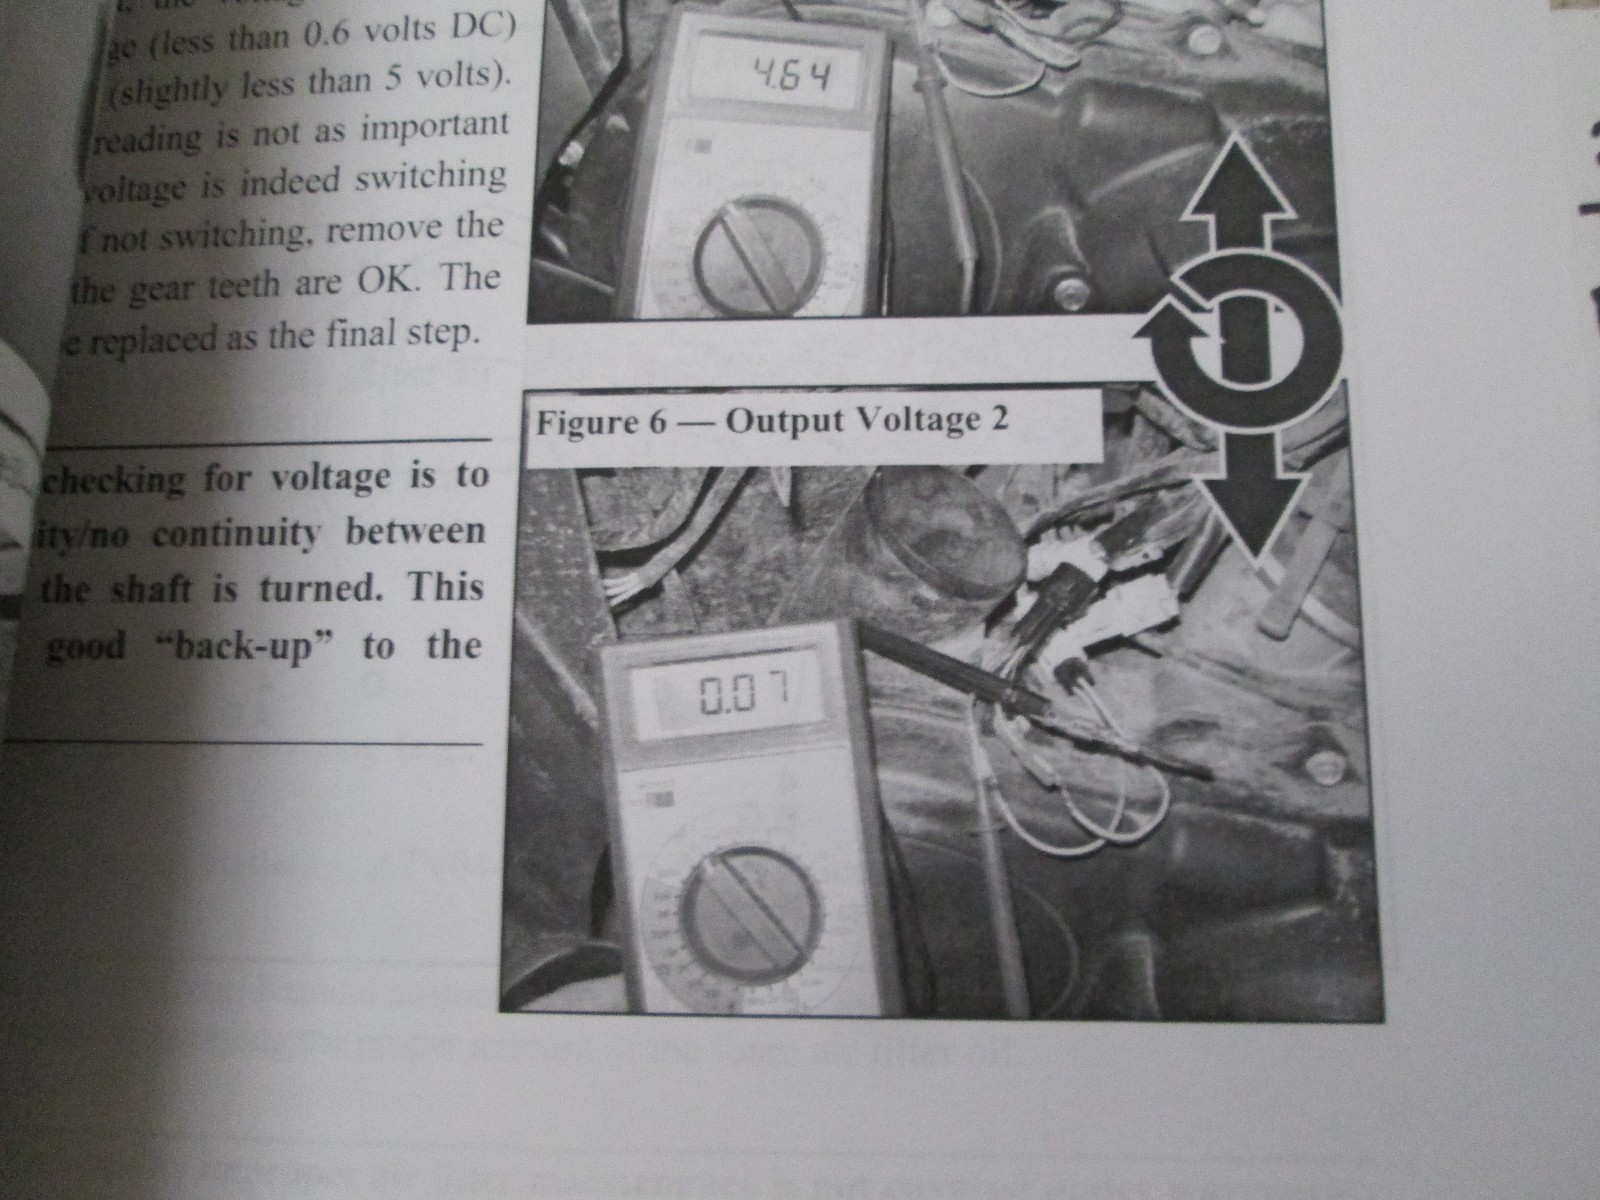 (less than 0.6 volts DC)
(slightly less than 5 volts).
reading is not as important
voltage is indeed switching
not switching, remove the
the gear teeth are OK. The
replaced as the final step.
checking for voltage is to
ity/no continuity between
the shaft is turned. This
good “back-up” to the
4.64
Figure 6 — Output Voltage 2
0.07